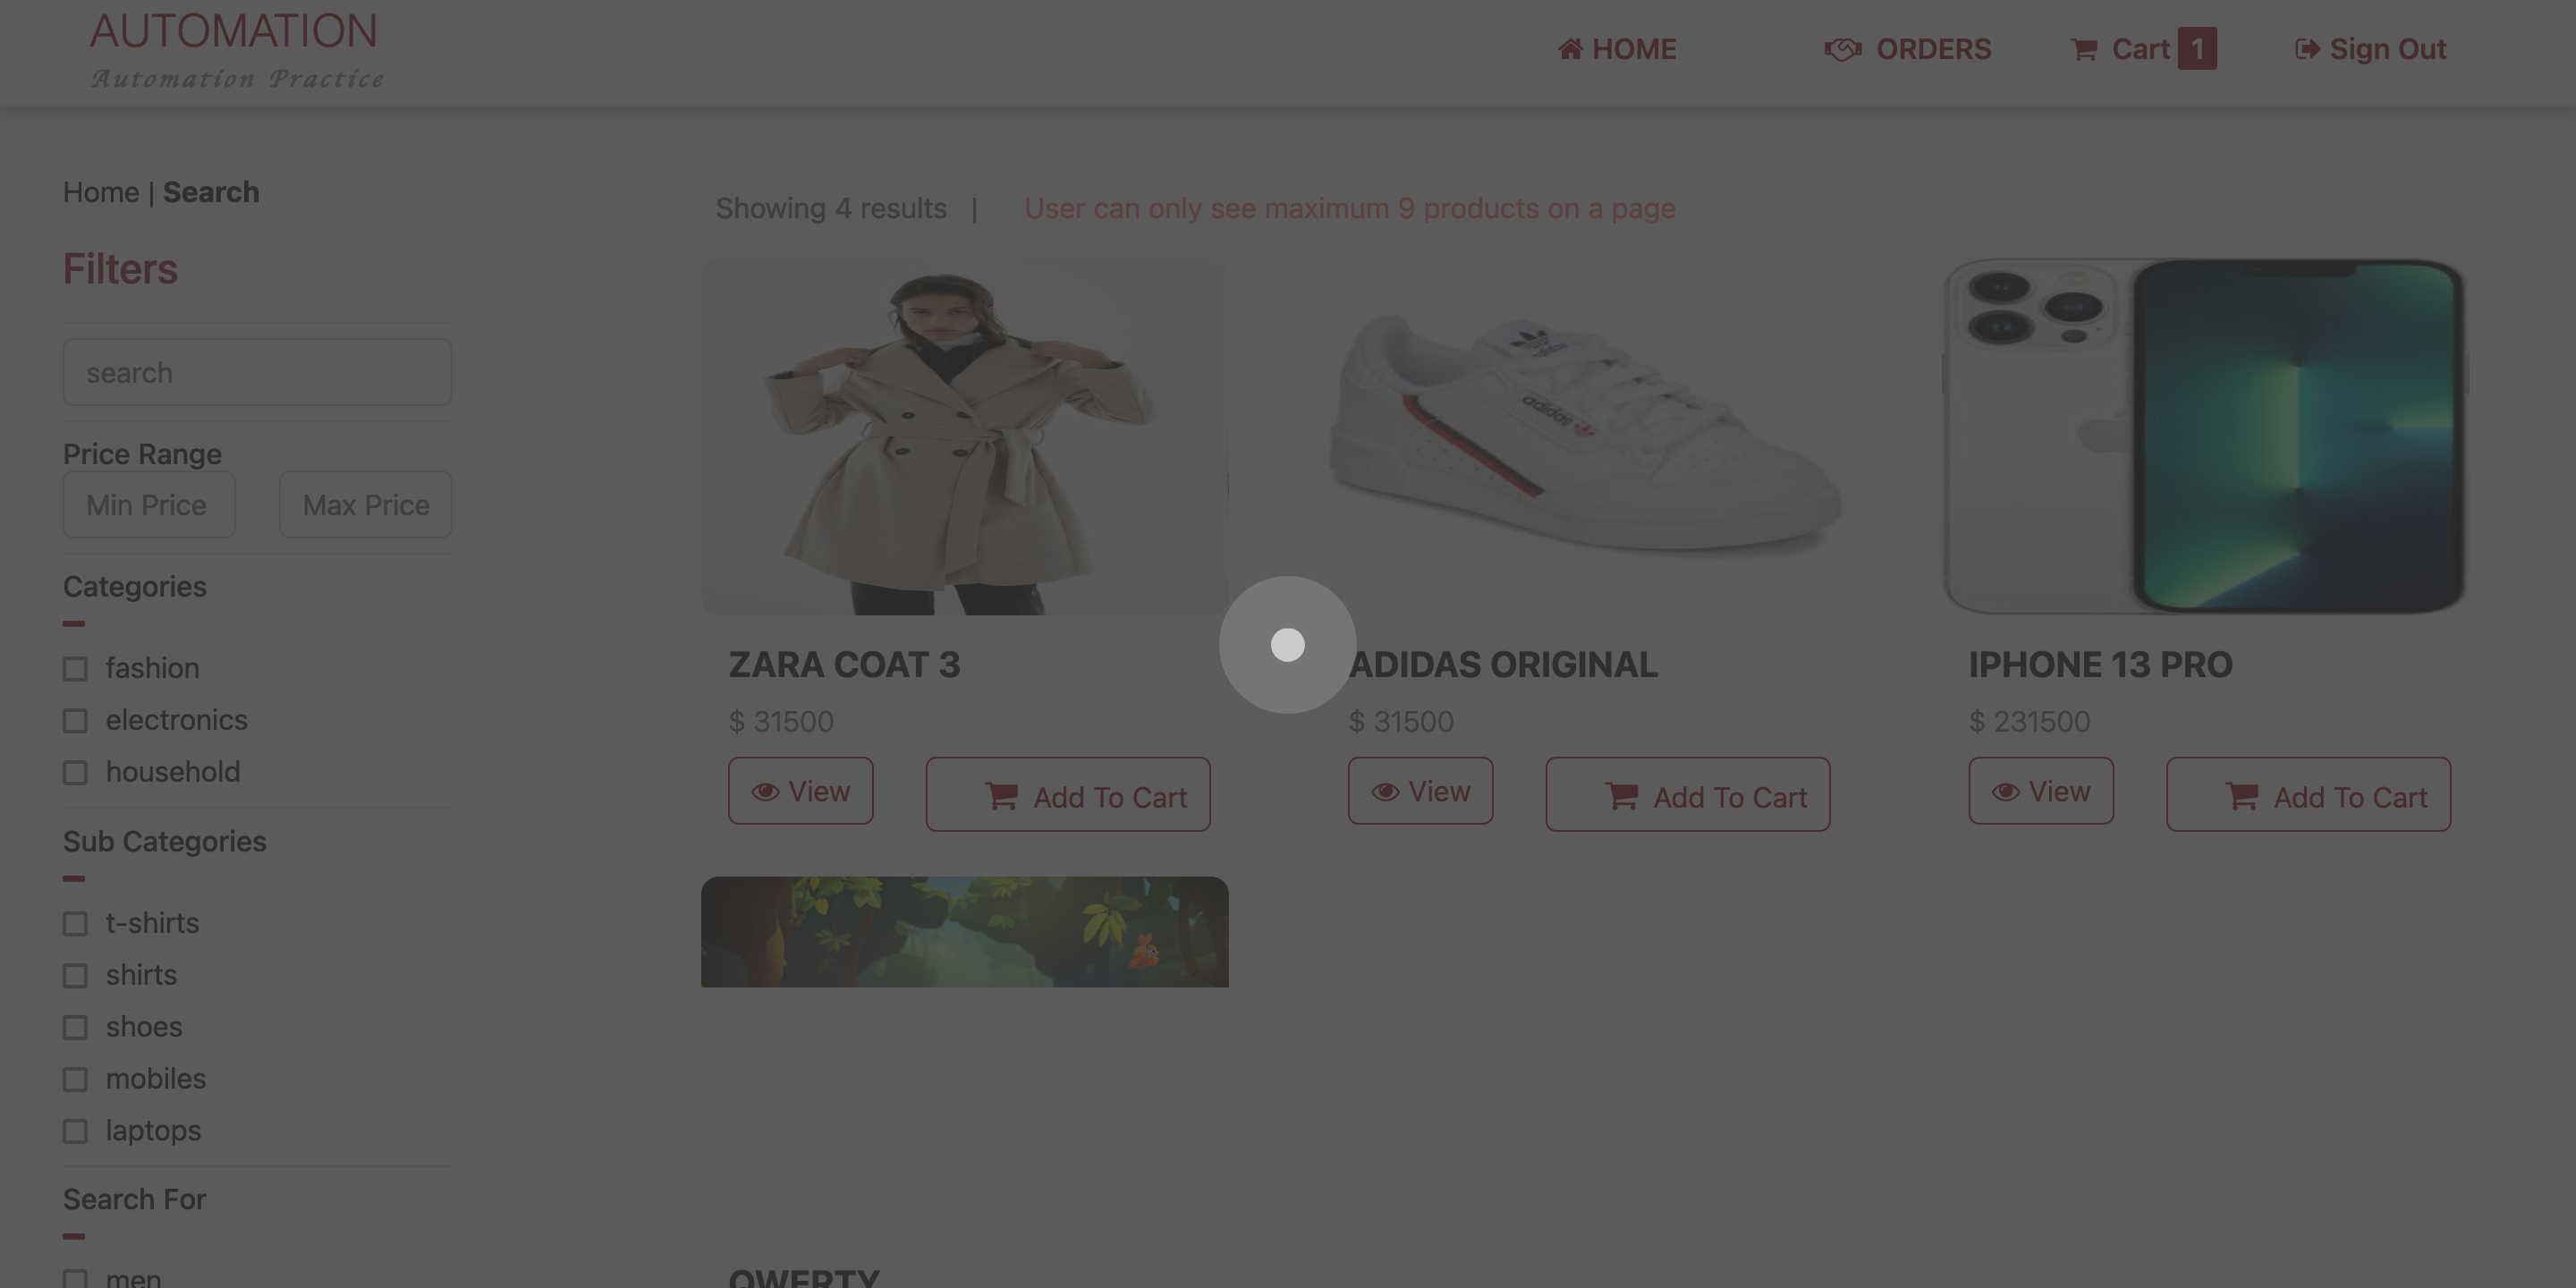 AUTOMATION
Automation Practice
HOME
ORDERS
Cart 1
Sign Out
Home | Search
Showing 4 results |
User can only see maximum 9 products on a page
Filters
search
Price Range
Min Price
Max Price
Categories
fashion
electronics
household
Sub Categories
t-shirts
shirts
shoes
mobiles
laptops
Search For
men
adidas
ZARA COAT 3
$ 31500
View
Add To Cart
ADIDAS ORIGINAL
$ 31500
View
Add To Cart
IPHONE 13 PRO
$ 231500
View
Add To Cart
QWERTY